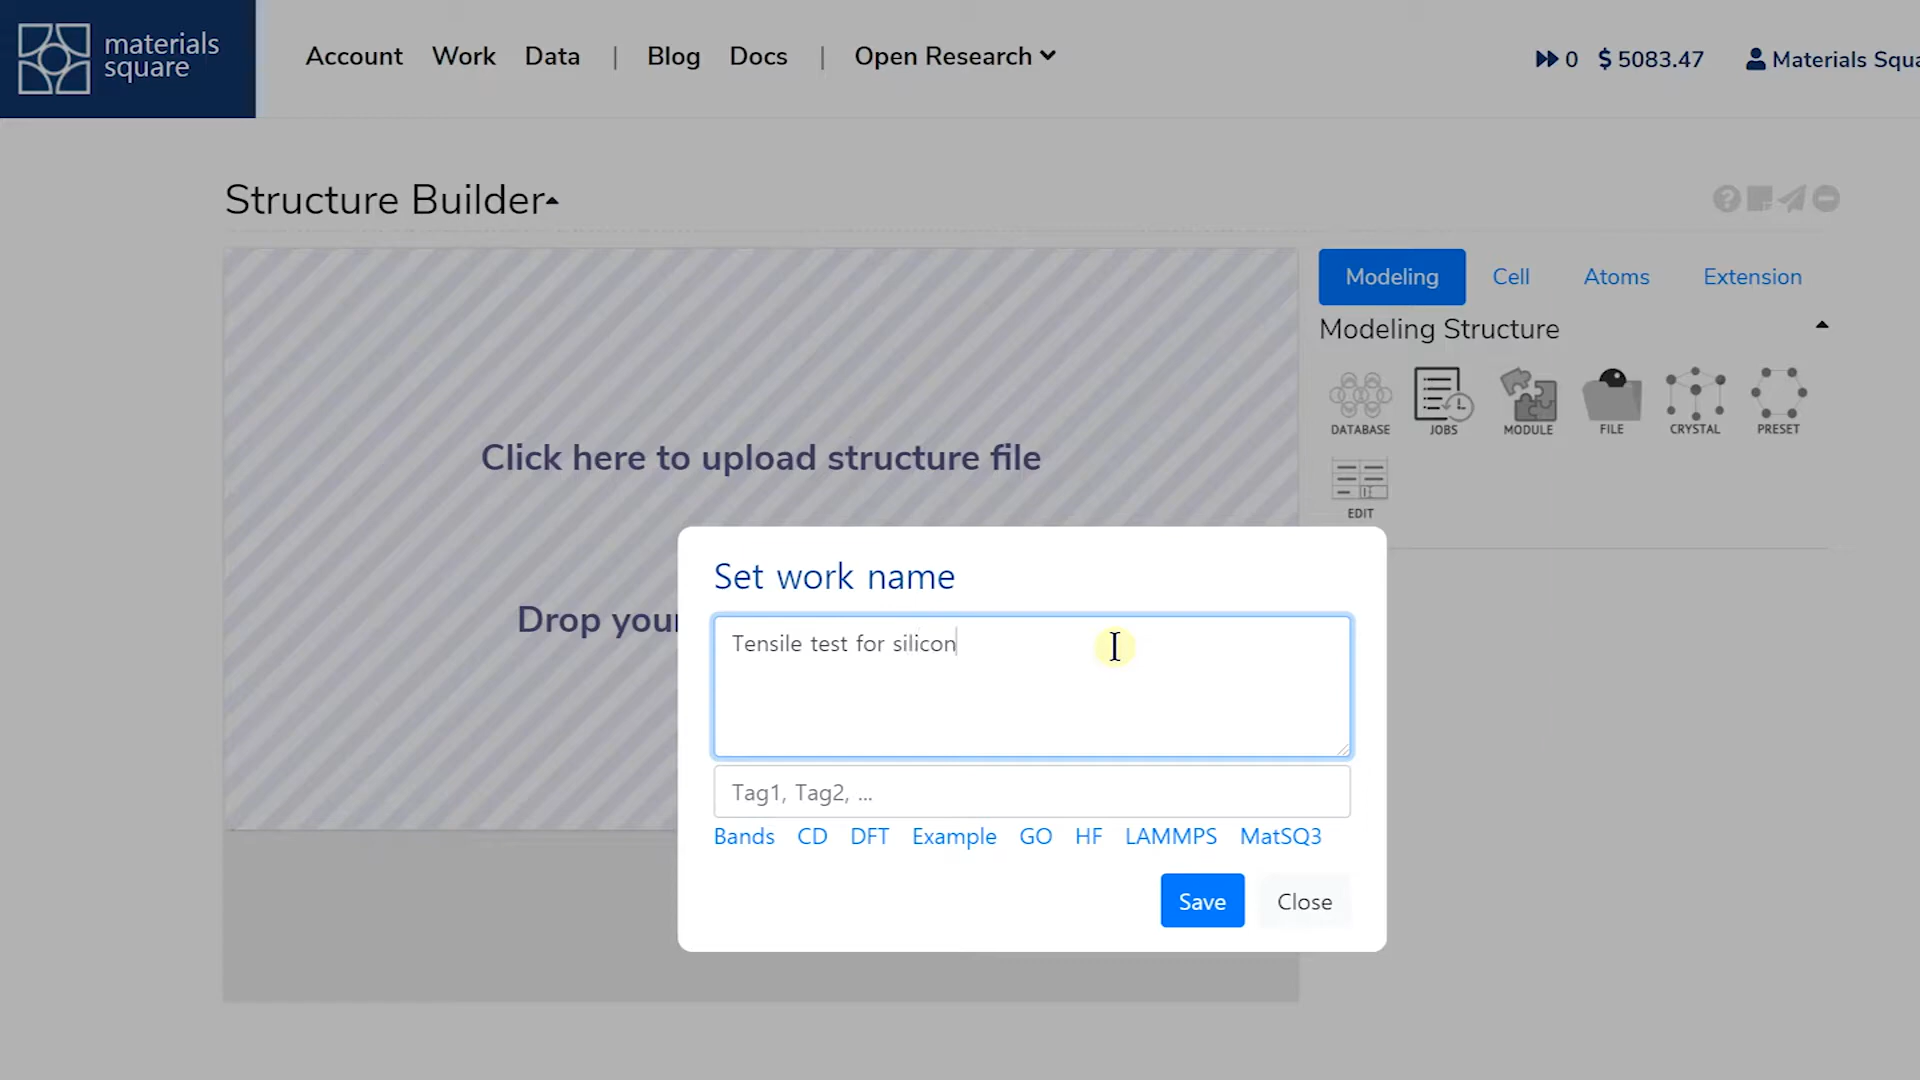 materials
square
Account Work Data | Blog Docs | Open Research
0 $ 5083.47 Materials
Structure Builder
Modeling Cell Atoms Extension
Modeling Structure
DATABASE JOBS MODULE FILE CRYSTAL PRESET
EDIT
Click here to upload structure file
Drop your
Set work name
Tensile test for silicon
Tag1, Tag2, ...
Bands CD DFT Example GO HF LAMMPS MatSQ3
Save Close